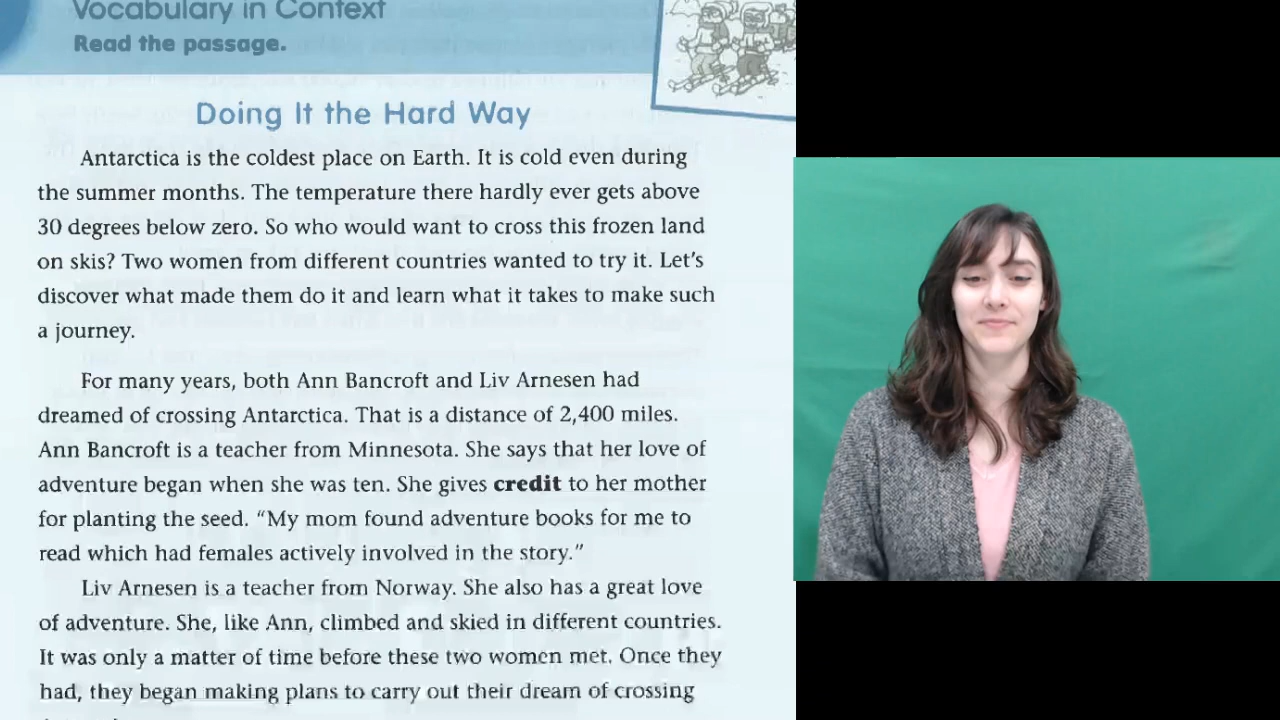 Vocabulary in Context
Read the passage.
Doing It the Hard Way
Antarctica is the coldest place on Earth. It is cold even during
the summer months. The temperature there hardly ever gets above
30 degrees below zero. So who would want to cross this frozen land
on skis? Two women from different countries wanted to try it. Let's
discover what made them do it and learn what it takes to make such
a journey.
For many years, both Ann Bancroft and Liv Arnesen had
dreamed of crossing Antarctica. That is a distance of 2,400 miles.
Ann Bancroft is a teacher from Minnesota. She says that her love of
adventure began when she was ten. She gives credit to her mother
for planting the seed. "My mom found adventure books for me to
read which had females actively involved in the story."
Liv Arnesen is a teacher from Norway. She also has a great love
of adventure. She, like Ann, climbed and skied in different countries.
It was only a matter of time before these two women met. Once they
had, they began making plans to carry out their dream of crossing